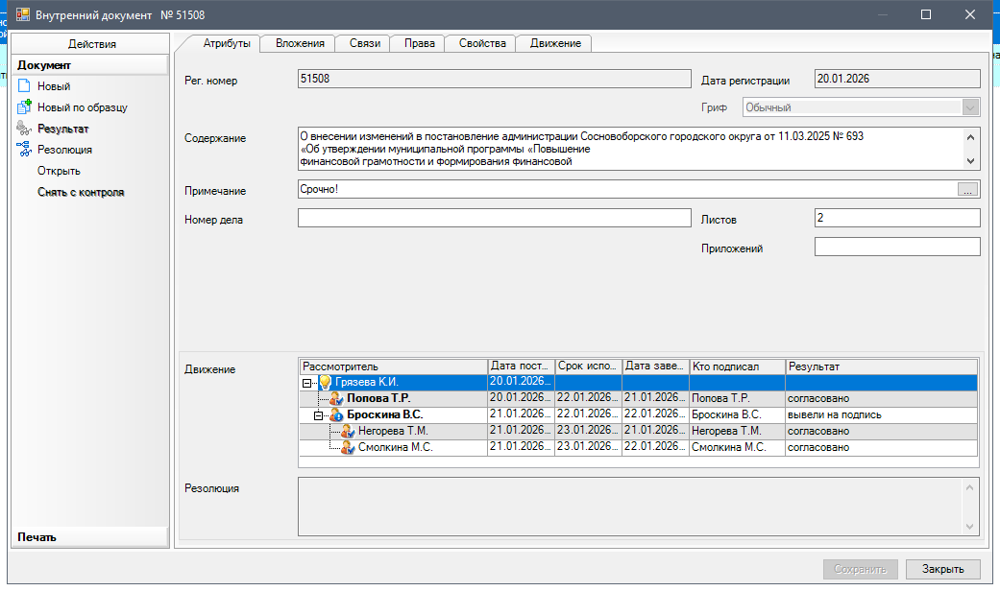 Внутренний документ № 51508
Действия
Документ
Новый
Новый по образцу
Результат
Резолюция
Открыть
Снять с контроля
Печать
Атрибуты Вложения Связи Права Свойства Движение
Рег. номер 51508 Дата регистрации 20.01.2026
Гриф Обычный
Содержание О внесении изменений в постановление администрации Сосновоборского городского округа от 11.03.2025 № 693
«Об утверждении муниципальной программы «Повышение
финансовой грамотности и формирования финансовой
Примечание Срочно! ...
Номер дела Листов 2
Приложений
Движение
Рассмотритель Дата пост... Срок испо... Дата заве... Кто подписал Результат
Грязева К.И. 20.01.2026...
Попова Т.Р. 20.01.2026... 22.01.2026... 21.01.2026... Попова Т.Р. согласовано
Броскина В.С. 21.01.2026... 22.01.2026... 22.01.2026... Броскина В.С. вывели на подпись
Негорева Т.М. 21.01.2026... 23.01.2026... 21.01.2026... Негорева Т.М. согласовано
Смолкина М.С. 21.01.2026... 23.01.2026... 22.01.2026... Смолкина М.С. согласовано
Резолюция
Сохранить Закрыть